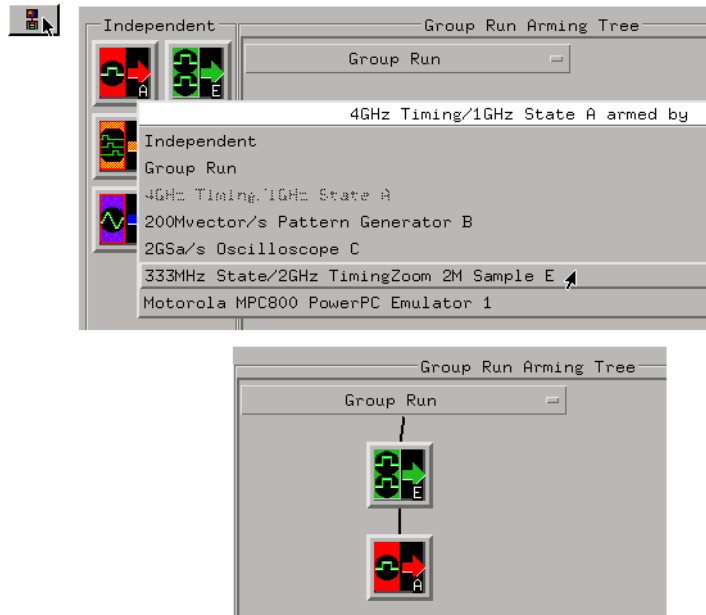 Independent
Group Run Arming Tree
Group Run
A
E
4GHz Timing/1GHz State A armed by
Independent
Group Run
4GHz Timing/1GHz State A
200Mvector/s Pattern Generator B
2GSa/s Oscilloscope C
333MHz State/2GHz TimingZoom 2M Sample E
Motorola MPC800 PowerPC Emulator 1
Group Run Arming Tree
Group Run
E
A